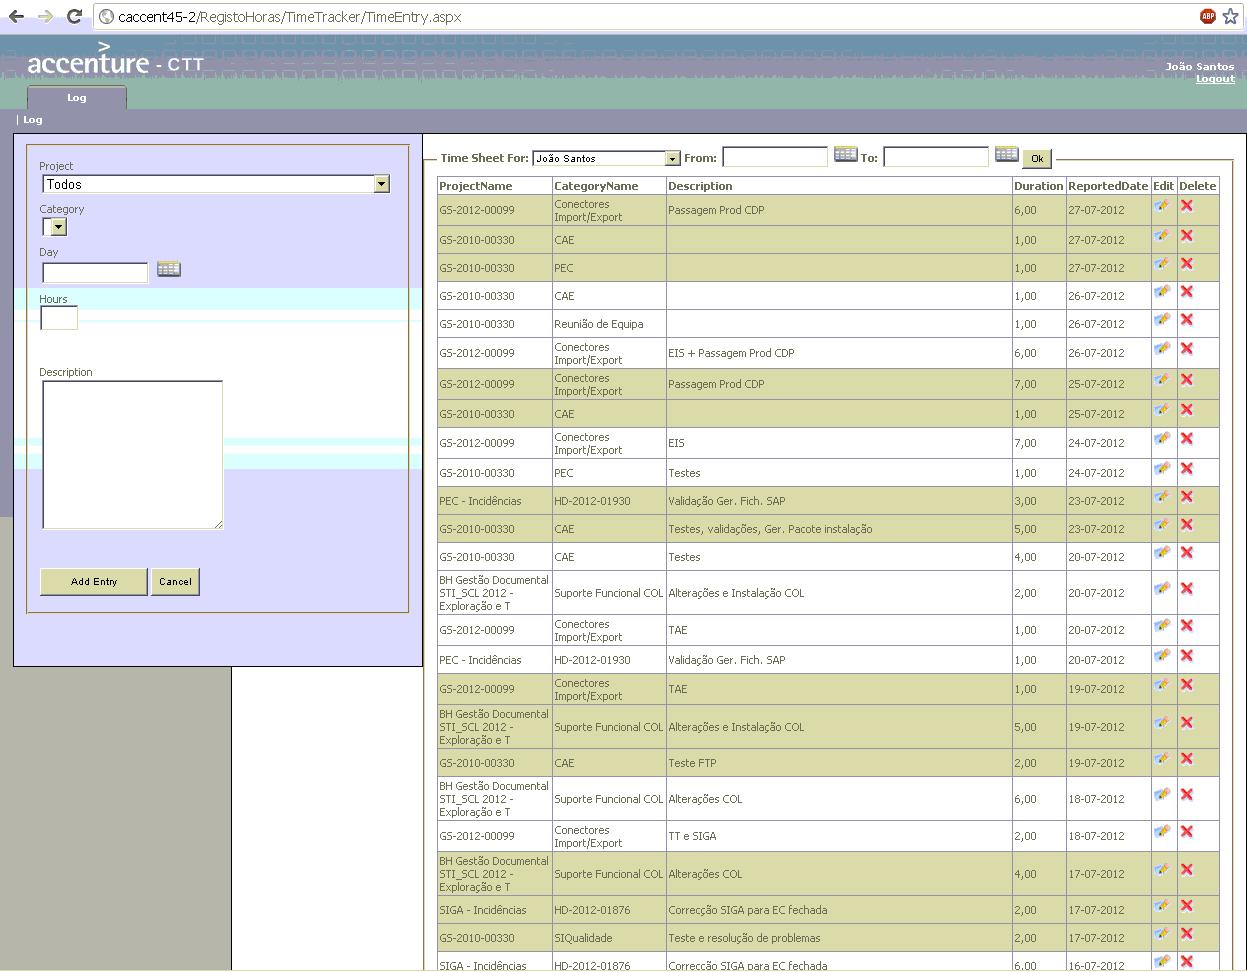 caccent45-2/RegistoHoras/TimeTracker/TimeEntry.aspx
ABP
>
accenture - CTT
João Santos
Logout
Log
| Log
Project
Todos
Category
Day
Hours
Description
Add Entry Cancel
Time Sheet For: João Santos From: To: Ok
ProjectName CategoryName Description Duration ReportedDate Edit Delete
GS-2012-00099 Conectores Import/Export Passagem Prod CDP 6,00 27-07-2012
GS-2010-00330 CAE 1,00 27-07-2012
GS-2010-00330 PEC 1,00 27-07-2012
GS-2010-00330 CAE 1,00 26-07-2012
GS-2010-00330 Reunião de Equipa 1,00 26-07-2012
GS-2012-00099 Conectores Import/Export EIS + Passagem Prod CDP 6,00 26-07-2012
GS-2012-00099 Conectores Import/Export Passagem Prod CDP 7,00 25-07-2012
GS-2010-00330 CAE 1,00 25-07-2012
GS-2012-00099 Conectores Import/Export EIS 7,00 24-07-2012
GS-2010-00330 PEC Testes 1,00 24-07-2012
PEC - Incidências HD-2012-01930 Validação Ger. Fich. SAP 3,00 23-07-2012
GS-2010-00330 CAE Testes, validações, Ger. Pacote instalação 5,00 23-07-2012
GS-2010-00330 CAE Testes 4,00 20-07-2012
BH Gestão Documental STI_SCL 2012 - Exploração e T Suporte Funcional COL Alterações e Instalação COL 2,00 20-07-2012
GS-2012-00099 Conectores Import/Export TAE 1,00 20-07-2012
PEC - Incidências HD-2012-01930 Validação Ger. Fich. SAP 1,00 20-07-2012
GS-2012-00099 Conectores Import/Export TAE 1,00 19-07-2012
BH Gestão Documental STI_SCL 2012 - Exploração e T Suporte Funcional COL Alterações e Instalação COL 5,00 19-07-2012
GS-2010-00330 CAE Teste FTP 2,00 19-07-2012
BH Gestão Documental STI_SCL 2012 - Exploração e T Suporte Funcional COL Alterações COL 6,00 18-07-2012
GS-2012-00099 Conectores Import/Export TT e SIGA 2,00 18-07-2012
BH Gestão Documental STI_SCL 2012 - Exploração e T Suporte Funcional COL Alterações COL 4,00 17-07-2012
SIGA - Incidências HD-2012-01876 Correcção SIGA para EC fechada 2,00 17-07-2012
GS-2010-00330 SIQualidade Teste e resolução de problemas 2,00 17-07-2012
SIGA - Incidências HD-2012-01876 Correcção SIGA para EC fechada 6,00 16-07-2012